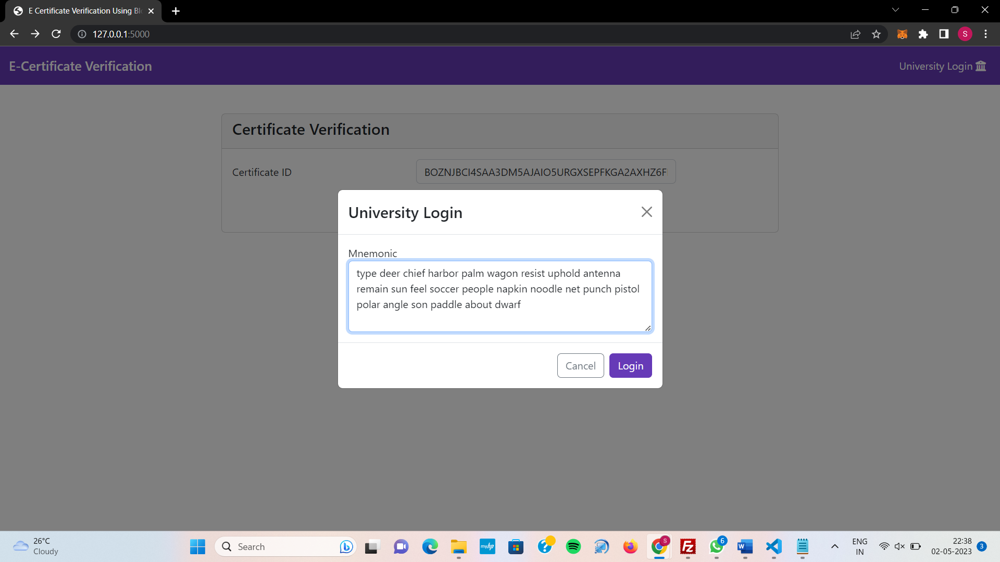 E Certificate Verification Using Bl
127.0.0.1:5000
S
E-Certificate Verification
University Login
Certificate Verification
Certificate ID
BOZNJBCI4SAA3DM5AJAIO5URGXSEPFKGA2AXHZ6F
University Login
Mnemonic
type deer chief harbor palm wagon resist uphold antenna
remain sun feel soccer people napkin noodle net punch pistol
polar angle son paddle about dwarf
Cancel
Login
26°C
Cloudy
Search
myhp
S
6
ENG
IN
22:38
02-05-2023
3